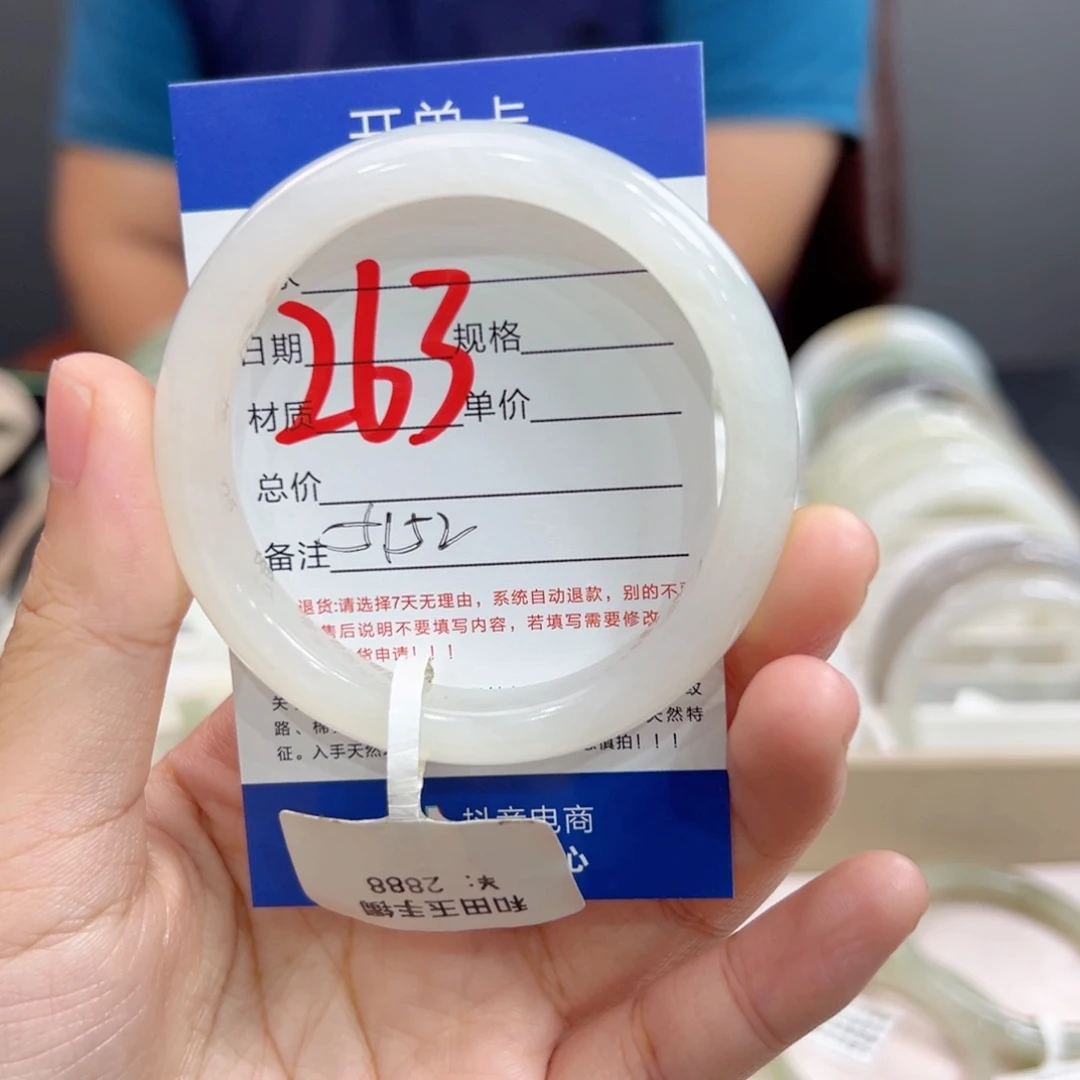 开单卡
263
日期 规格
材质 单价
总价
备注
退货:请选择7天无理由，系统自动退款，别的不
售后说明不要填写内容，若填写需要修改
货申请！！！
路、棉 天然特
征。入手天然 慎拍！！！
抖音电商
心
和田玉手镯
2888